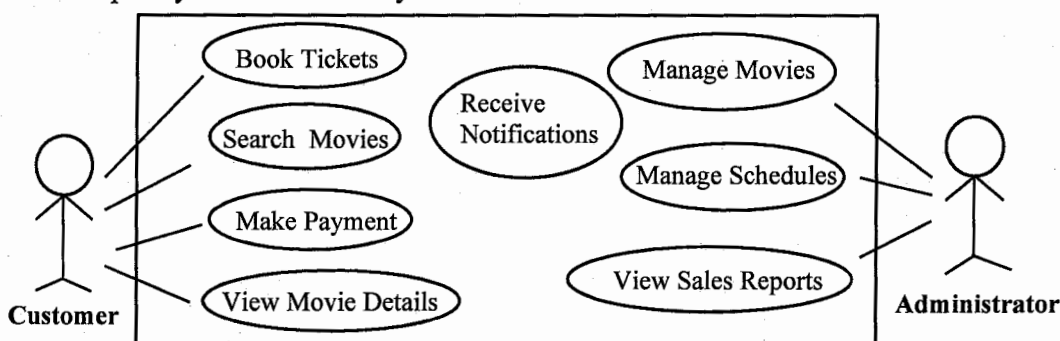 Book Tickets
Manage Movies
Receive
Notifications
Search Movies
Manage Schedules
Make Payment
View Sales Reports
View Movie Details
Customer
Administrator